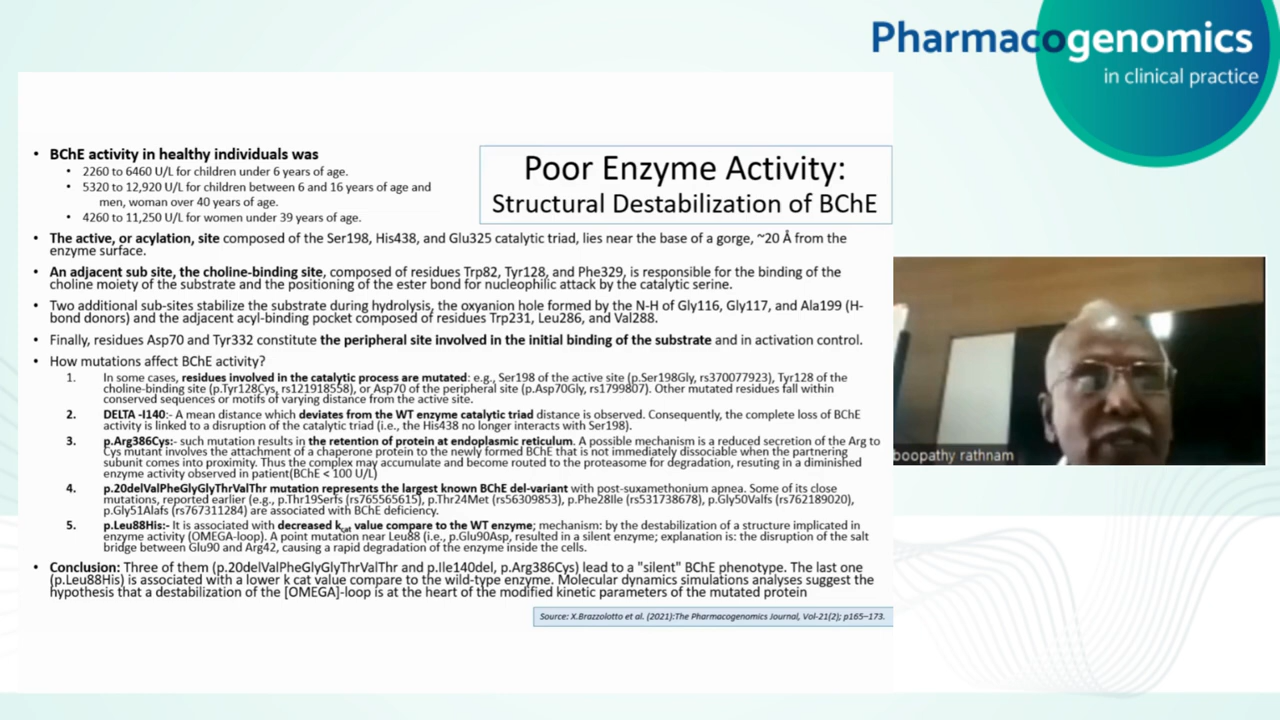 Pharmacogenomics
in clinical practice
Poor Enzyme Activity:
Structural Destabilization of BChE
• BChE activity in healthy individuals was
• 2260 to 6460 U/L for children under 6 years of age.
• 5320 to 12,920 U/L for children between 6 and 16 years of age and
men, woman over 40 years of age.
• 4260 to 11,250 U/L for women under 39 years of age.
• The active, or acylation, site composed of the Ser198, His438, and Glu325 catalytic triad, lies near the base of a gorge, ~20 Å from the
enzyme surface.
• An adjacent sub site, the choline-binding site, composed of residues Trp82, Tyr128, and Phe329, is responsible for the binding of the
choline moiety of the substrate and the positioning of the ester bond for nucleophilic attack by the catalytic serine.
• Two additional sub-sites stabilize the substrate during hydrolysis, the oxyanion hole formed by the N-H of Gly116, Gly117, and Ala199 (H-
bond donors) and the adjacent acyl-binding pocket composed of residues Trp231, Leu286, and Val288.
• Finally, residues Asp70 and Tyr332 constitute the peripheral site involved in the initial binding of the substrate and in activation control.
• How mutations affect BChE activity?
1. In some cases, residues involved in the catalytic process are mutated: e.g., Ser198 of the active site (p.Ser198Gly, rs370077923), Tyr128 of the
choline-binding site (p.Tyr128Cys, rs121918558), or Asp70 of the peripheral site (p.Asp70Gly, rs1799807). Other mutated residues fall within
conserved sequences or motifs of varying distance from the active site.
2. DELTA -I140:- A mean distance which deviates from the WT enzyme catalytic triad distance is observed. Consequently, the complete loss of BChE
activity is linked to a disruption of the catalytic triad (i.e., the His438 no longer interacts with Ser198).
3. p.Arg386Cys:- such mutation results in the retention of protein at endoplasmic reticulum. A possible mechanism is a reduced secretion of the Arg to
Cys mutant involves the attachment of a chaperone protein to the newly formed BChE that is not immediately dissociable when the partnering
subunit comes into proximity. Thus the complex may accumulate and become routed to the proteasome for degradation, resuting in a diminished
enzyme activity observed in patient(BChE < 100 U/L)
4. p.20delValPheGlyGlyThrValThr mutation represents the largest known BChE del-variant with post-suxamethonium apnea. Some of its close
mutations, reported earlier (e.g., p.Thr19Serfs (rs765565615), p.Thr24Met (rs56309853), p.Phe28Ile (rs531738678), p.Gly50Valfs (rs762189020),
p.Gly51Alafs (rs767311284) are associated with BChE deficiency.
5. p.Leu88His:- It is associated with decreased kcat value compare to the WT enzyme; mechanism: by the destabilization of a structure implicated in
enzyme activity (OMEGA-loop). A point mutation near Leu88 (i.e., p.Glu90Asp, resulted in a silent enzyme; explanation is: the disruption of the salt
bridge between Glu90 and Arg42, causing a rapid degradation of the enzyme inside the cells.
• Conclusion: Three of them (p.20delValPheGlyGlyThrValThr and p.Ile140del, p.Arg386Cys) lead to a "silent" BChE phenotype. The last one
(p.Leu88His) is associated with a lower k cat value compare to the wild-type enzyme. Molecular dynamics simulations analyses suggest the
hypothesis that a destabilization of the [OMEGA]-loop is at the heart of the modified kinetic parameters of the mutated protein
Source: X.Brazzolotto et al. (2021):The Pharmacogenomics Journal, Vol-21(2); p165–173.
boopathy rathnam